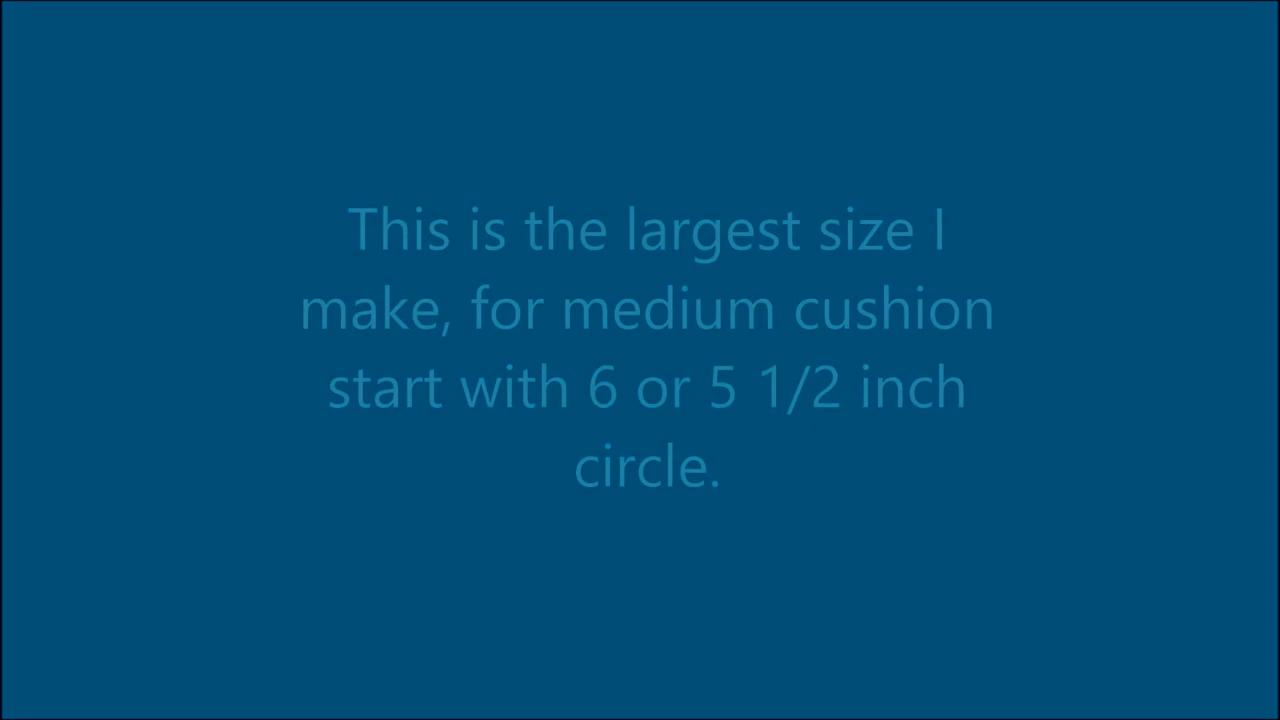 This is the largest size I
make, for medium cushion
start with 6 or 5 1/2 inch
circle.